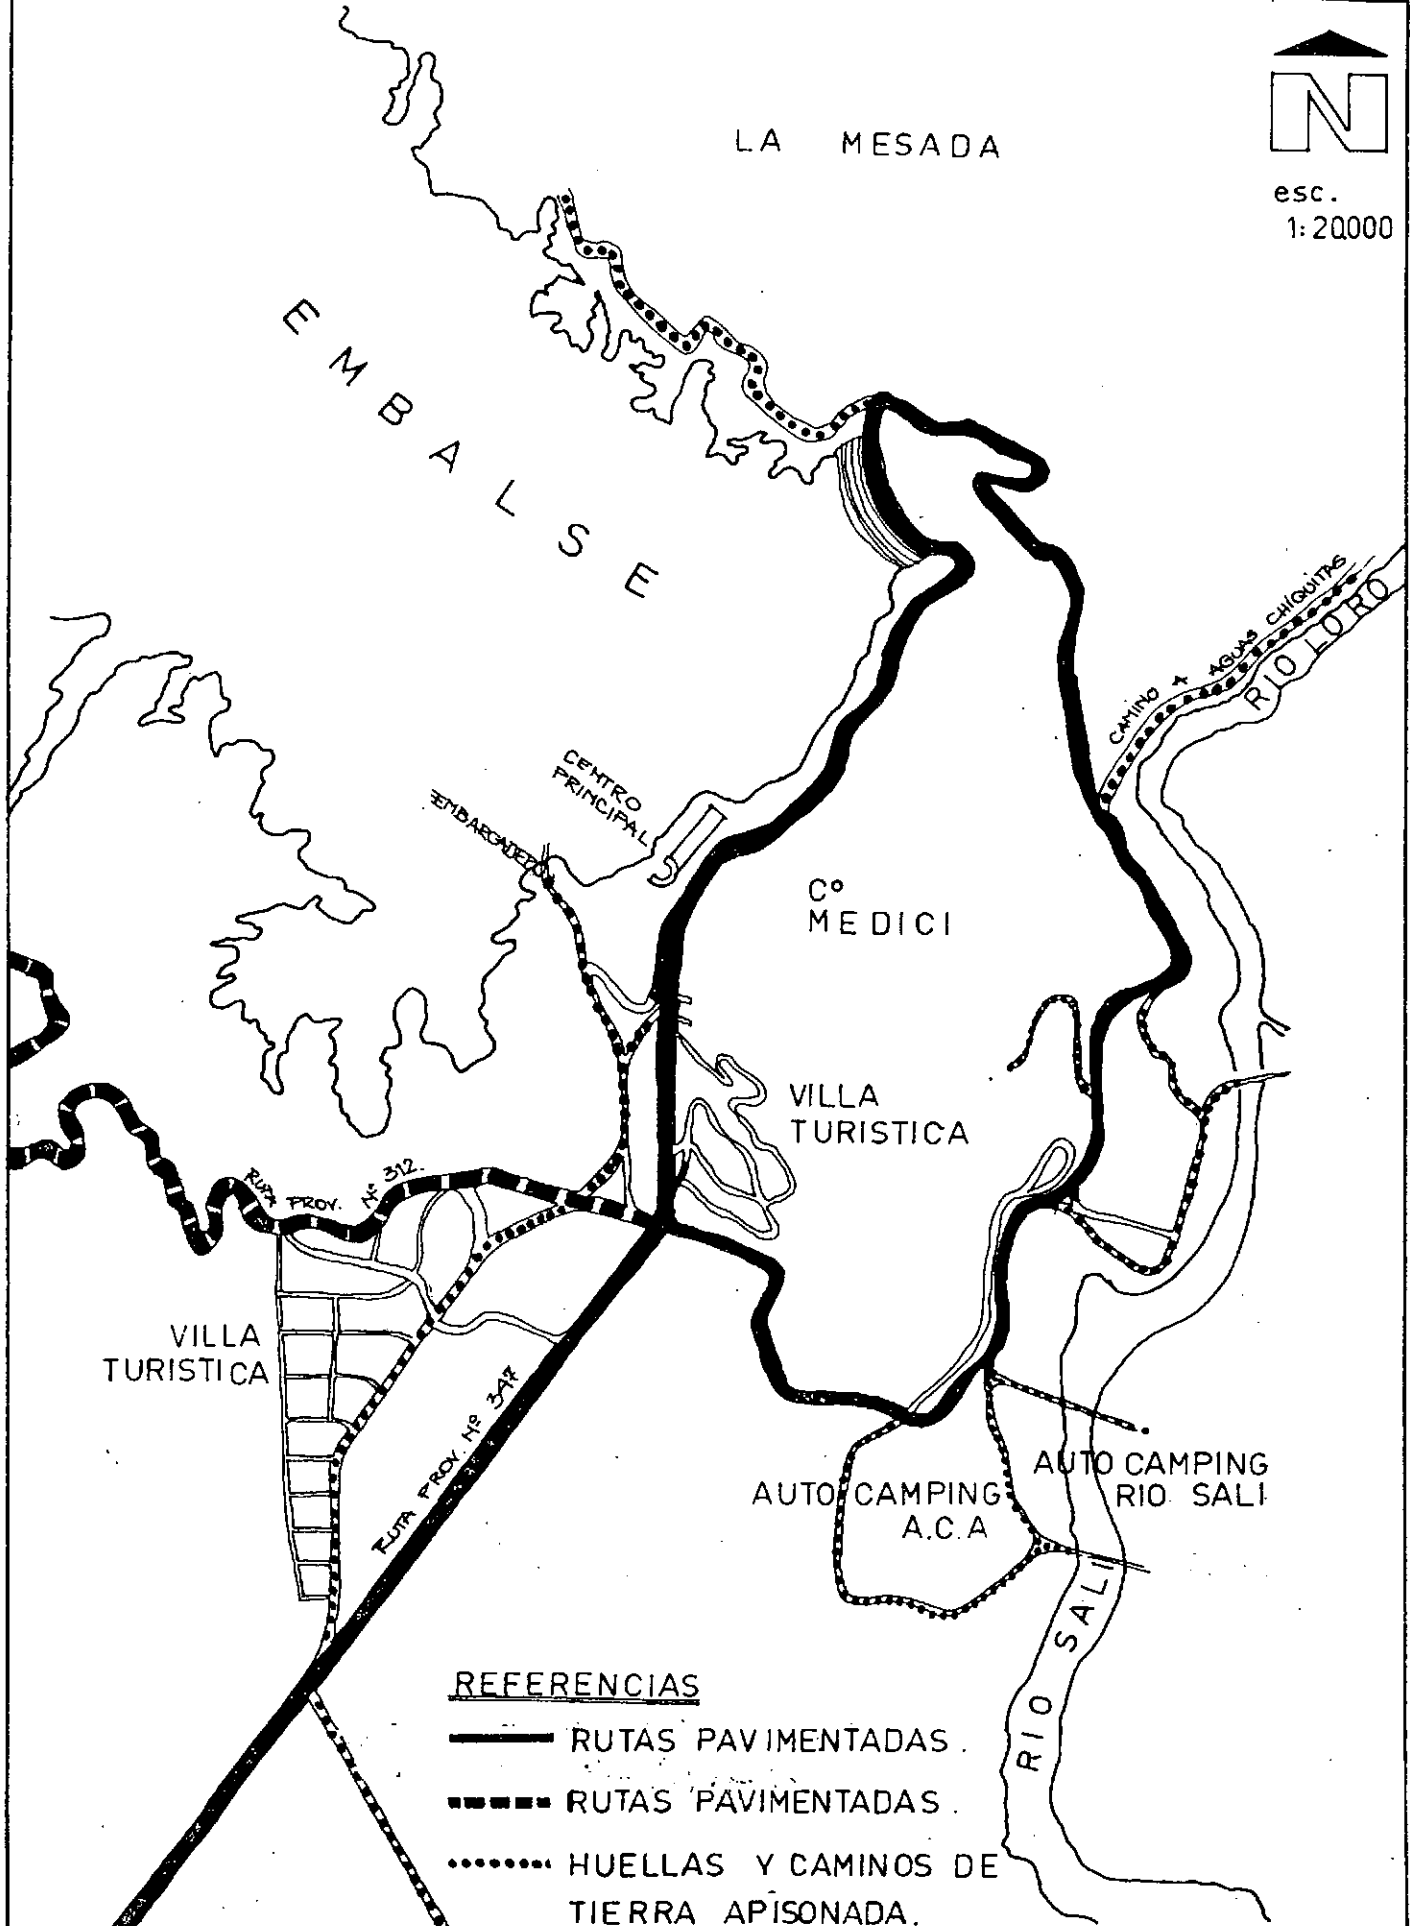 N
esc.
1:20000
LA MESADA
EMBALSE
CAMINO A AGUAS CHIQUITAS
RIO LORO
CENTRO
PRINCIPAL
EMBARCADERO
Cº
MEDICI
VILLA
TURISTICA
RUTA PROV. Nº 312.
VILLA
TURISTICA
RUTA PROV. Nº 347
AUTO CAMPING
A.C.A
AUTO CAMPING
RIO SALI
RIO SALI
REFERENCIAS
RUTAS PAVIMENTADAS.
RUTAS PAVIMENTADAS.
HUELLAS Y CAMINOS DE
TIERRA APISONADA.